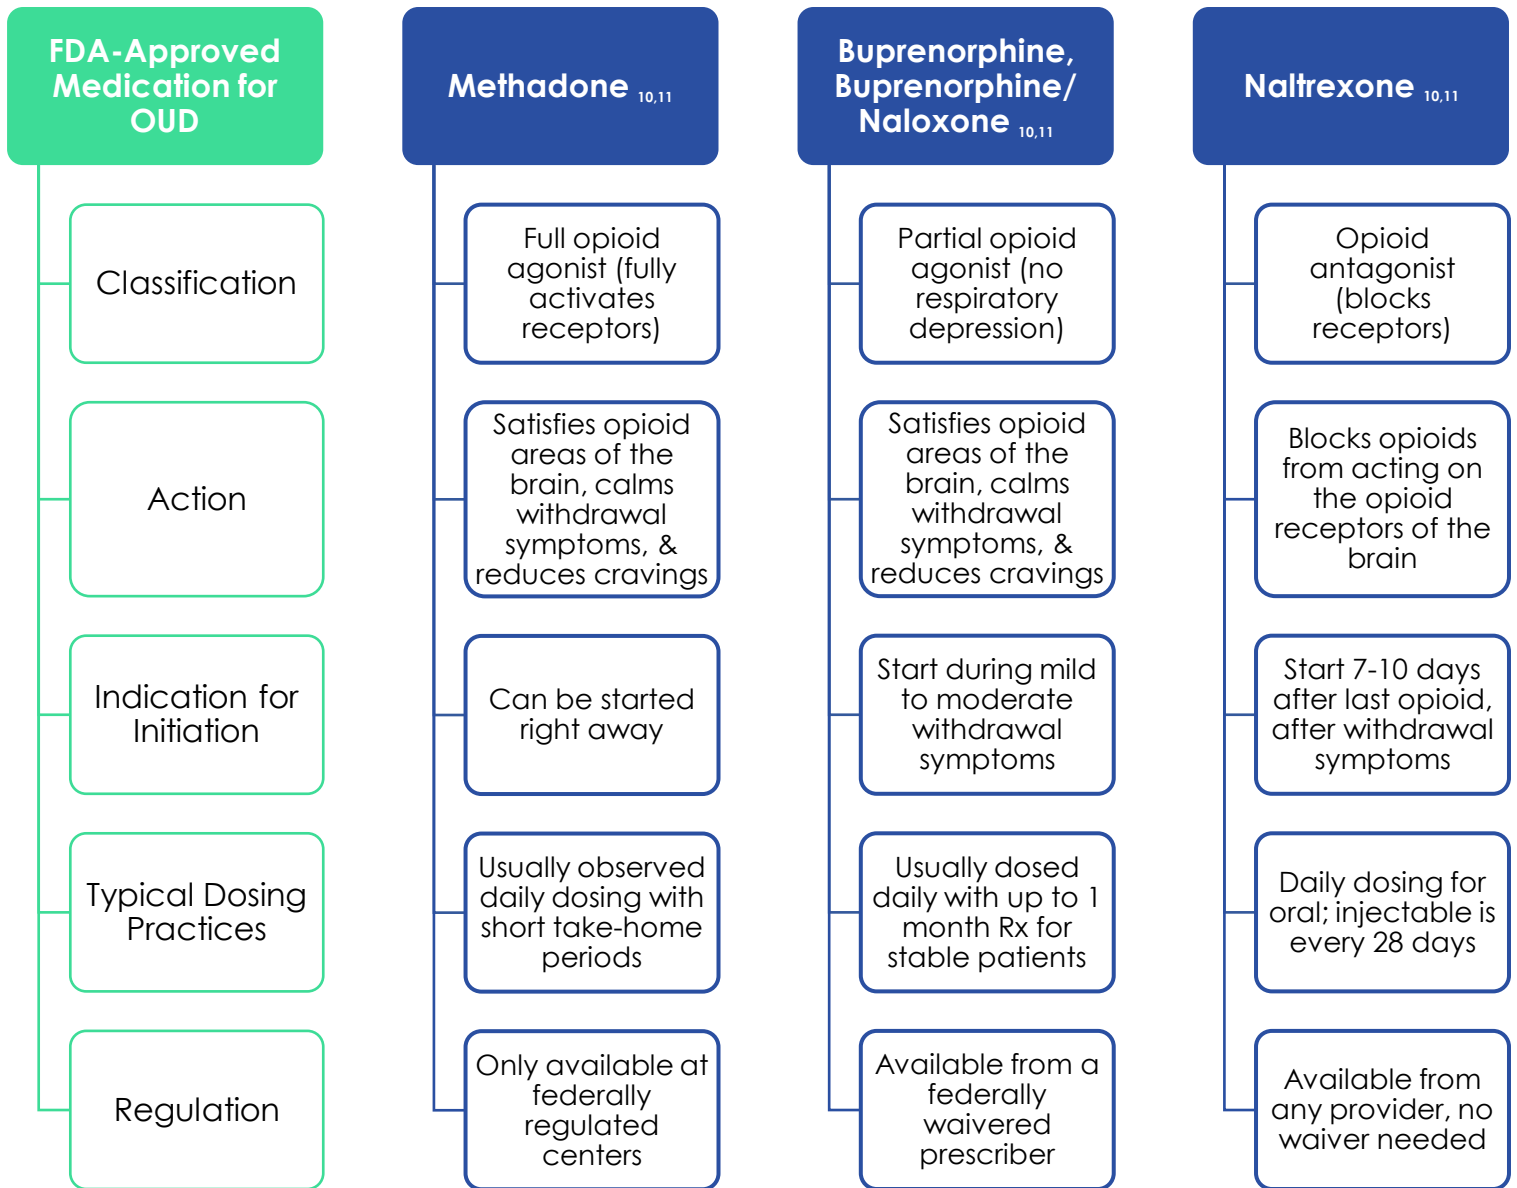 FDA-Approved
Medication for
OUD
Classification
Action
Indication for
Initiation
Typical Dosing
Practices
Regulation
Methadone 10,11
Full opioid
agonist (fully
activates
receptors)
Satisfies opioid
areas of the
brain, calms
withdrawal
symptoms, &
reduces cravings
Can be started
right away
Usually observed
daily dosing with
short take-home
periods
Only available at
federally
regulated
centers
Buprenorphine,
Buprenorphine/
Naloxone 10,11
Partial opioid
agonist (no
respiratory
depression)
Satisfies opioid
areas of the
brain, calms
withdrawal
symptoms, &
reduces cravings
Start during mild
to moderate
withdrawal
symptoms
Usually dosed
daily with up to 1
month Rx for
stable patients
Available from a
federally
waivered
prescriber
Naltrexone 10,11
Opioid
antagonist
(blocks
receptors)
Blocks opioids
from acting on
the opioid
receptors of the
brain
Start 7-10 days
after last opioid,
after withdrawal
symptoms
Daily dosing for
oral; injectable is
every 28 days
Available from
any provider, no
waiver needed